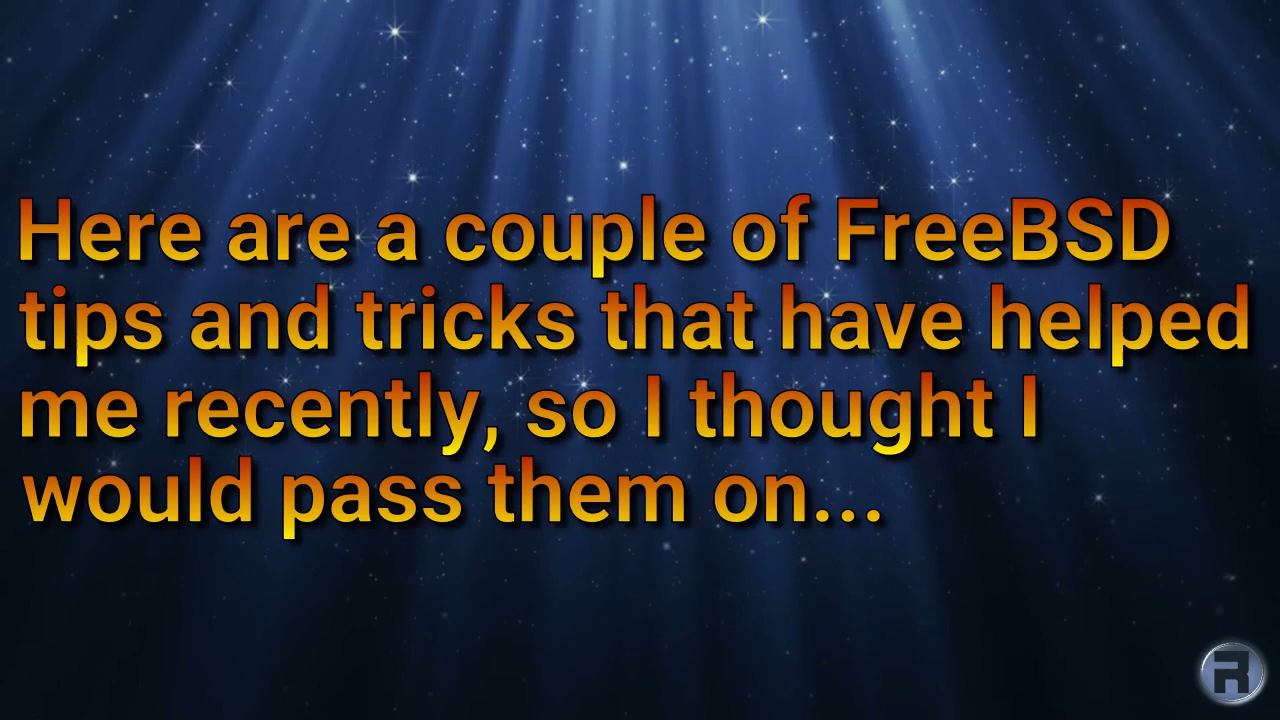 Here are a couple of FreeBSD
tips and tricks that have helped
me recently, so I thought I
would pass them on...
R